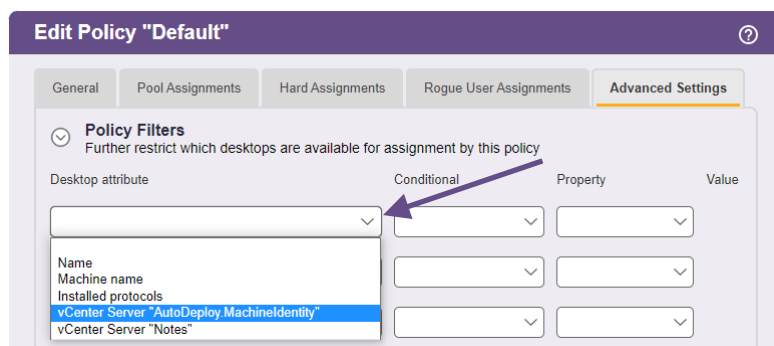 Edit Policy "Default"
General Pool Assignments Hard Assignments Rogue User Assignments Advanced Settings
Policy Filters
Further restrict which desktops are available for assignment by this policy
Desktop attribute Conditional Property Value
Name
Machine name
Installed protocols
vCenter Server "AutoDeploy.MachineIdentity"
vCenter Server "Notes"